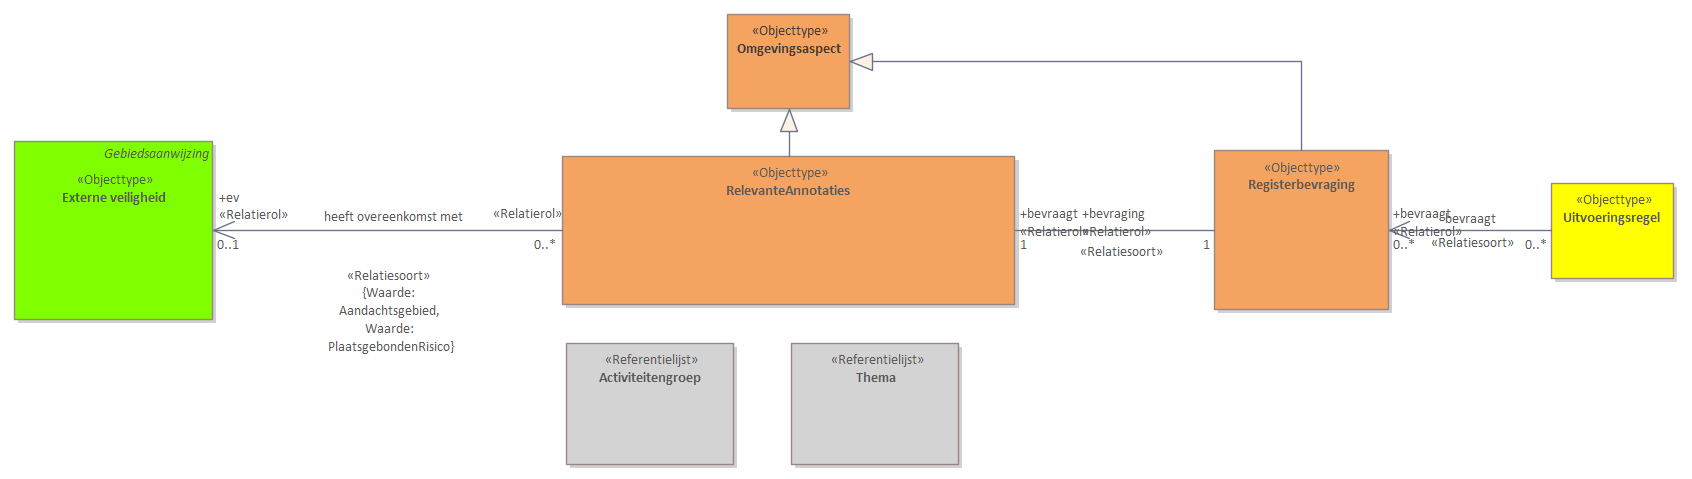 «Objecttype»
Omgevingsaspect
Gebiedsaanwijzing
«Objecttype»
Externe veiligheid
+ev
«Relatierol»
0..1
heeft overeenkomst met
«Relatiesoort»
{Waarde:
Aandachtsgebied,
Waarde:
PlaatsgebondenRisico}
«Relatierol»
0..*
«Objecttype»
RelevanteAnnotaties
+bevraagt
«Relatierol»
1
+bevraging
«Relatierol»
«Relatiesoort»
1
«Objecttype»
Registerbevraging
+bevraagt
«Relatierol»
0..*
bevraagt
«Relatiesoort»
0..*
«Objecttype»
Uitvoeringsregel
«Referentielijst»
Activiteitengroep
«Referentielijst»
Thema